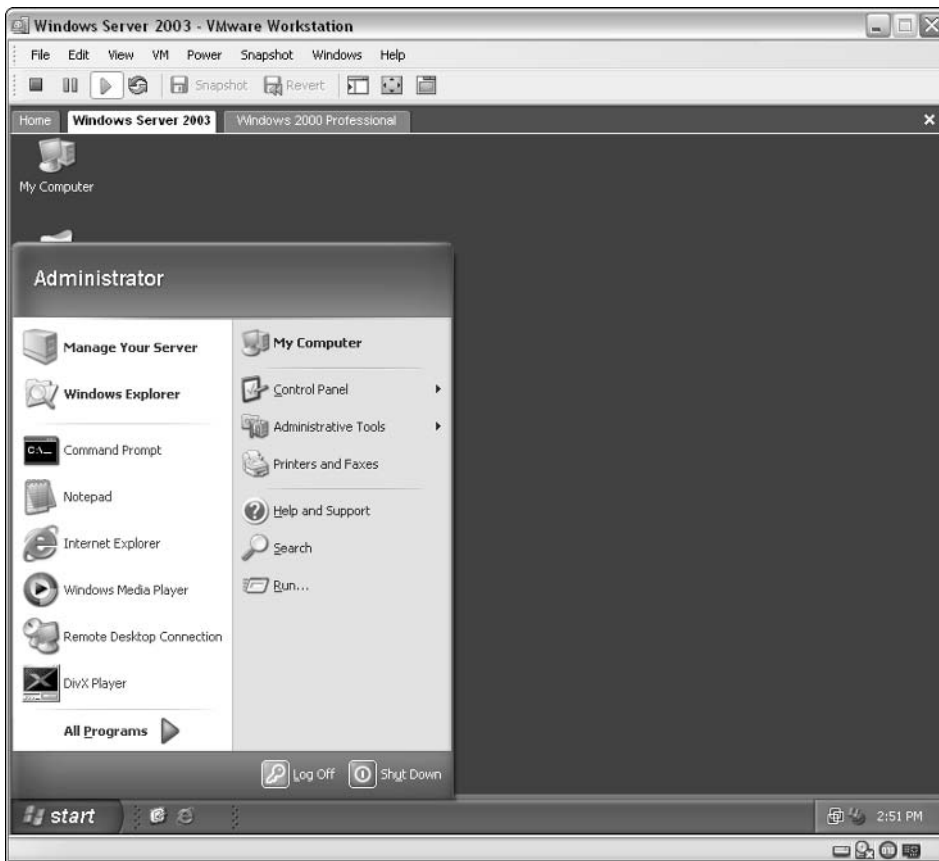 Windows Server 2003 - VMware Workstation
File Edit View VM Power Snapshot Windows Help
Snapshot Revert
Home Windows Server 2003 Windows 2000 Professional
My Computer
Administrator
Manage Your Server
Windows Explorer
C:\_
Command Prompt
Notepad
Internet Explorer
Windows Media Player
Remote Desktop Connection
DivX Player
All Programs
My Computer
Control Panel
Administrative Tools
Printers and Faxes
Help and Support
Search
Run...
Log Off Shut Down
start 2:51 PM